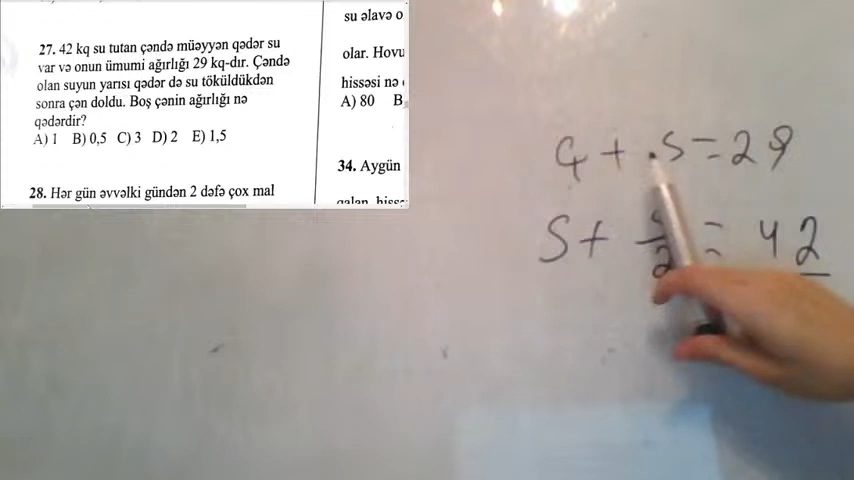 27. 42 kq su tutan çəndə müəyyən qədər su
var və onun ümumi ağırlığı 29 kq-dır. Çəndə
olan suyun yarısı qədər də su töküldükdən
sonra çən doldu. Boş çənin ağırlığı nə
qədərdir?
A) 1 B) 0,5 C) 3 D) 2 E) 1,5
28. Hər gün əvvəlki gündən 2 dəfə çox mal
su əlavə o
olar. Hovu
hissəsi nə
A) 80 B
34. Aygün
qalan hissə
Ç + S = 29
S + S/2 = 42